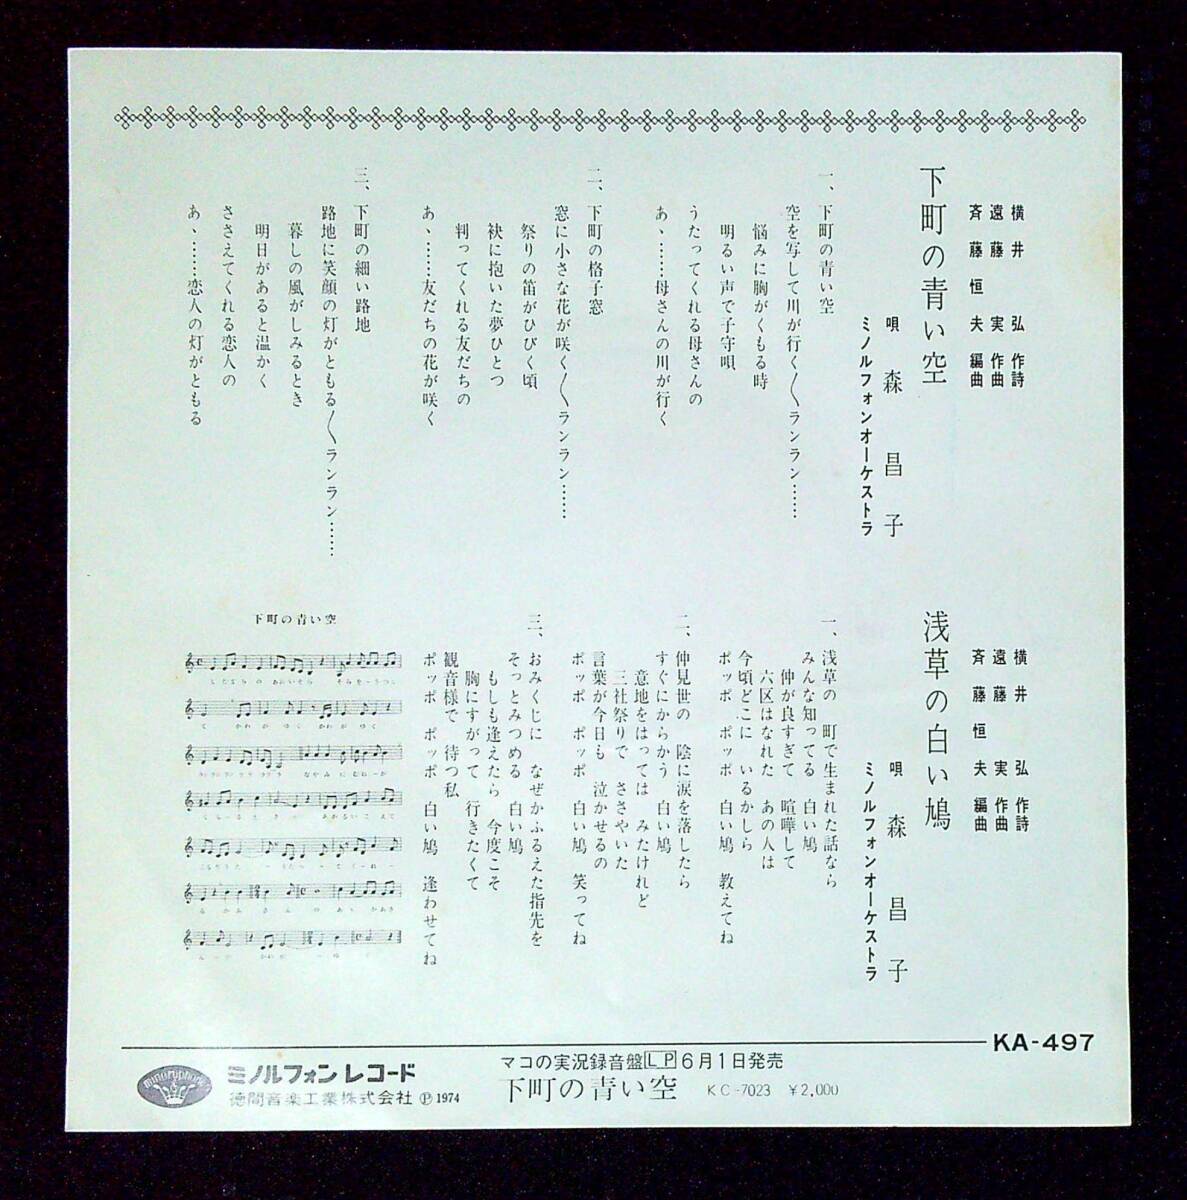 横井弘 作詩
遠藤実 作曲
斉藤恒夫 編曲
下町の青い空
唄 森昌子
ミノルフォンオーケストラ
一、下町の青い空
空を写して川が行く〳〵ランラン……
悩みに胸がくもる時
明るい声で子守唄
うたってくれる母さんの
あヽ……母さんの川が行く
二、下町の格子窓
窓に小さな花が咲く〳〵ランラン……
祭りの笛がひびく頃
袂に抱いた夢ひとつ
判ってくれる友だちの
あヽ……友だちの花が咲く
三、下町の細い路地
路地に笑顔の灯がともる〳〵ランラン……
暮しの風がしみるとき
明日があると温かく
ささえてくれる恋人の
あヽ……恋人の灯がともる
横井弘 作詩
遠藤実 作曲
斉藤恒夫 編曲
浅草の白い鳩
唄 森昌子
ミノルフォンオーケストラ
一、浅草の 町で生まれた話なら
みんな知ってる 白い鳩
仲が良すぎて 喧嘩して
六区はなれた あの人は
今頃どこに いるかしら
ポッポ ポッポ 白い鳩 教えてね
二、仲見世の 陰に涙を落したら
すぐにからかう 白い鳩
意地をはっては みたけれど
三社祭りで ささやいた
言葉が今日も 泣かせるの
ポッポ ポッポ 白い鳩 笑ってね
三、おみくじに なぜかふるえた指先を
そっとみつめる 白い鳩
もしも逢えたら 今度こそ
胸にすがって 行きたくて
観音様で 待つ私
ポッポ ポッポ 白い鳩 逢わせてね
下町の青い空
KA-497
minoruphone
ミノルフォンレコード
徳間音楽工業株式会社 Ⓟ1974
マコの実況録音盤LP6月1日発売
下町の青い空 KC-7023 ¥2,000